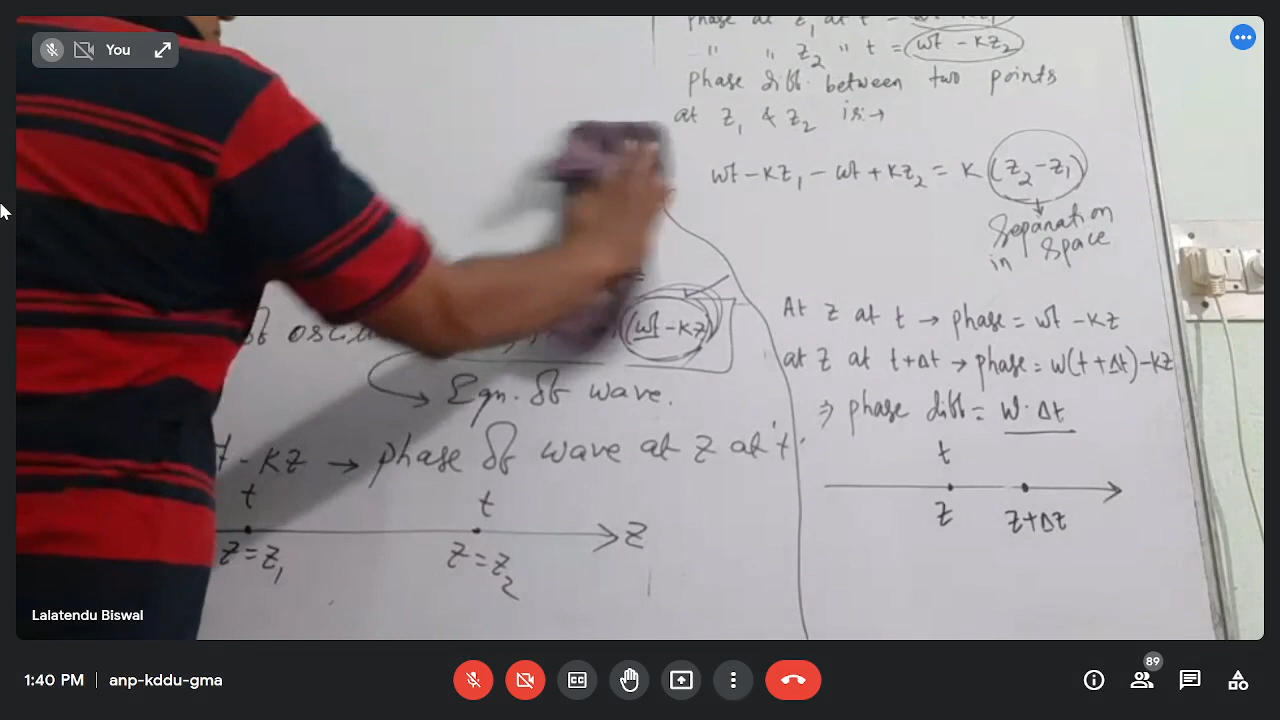 You
phase at z₁ at t =
-"- " z₂ " t = ωt - kz₂
phase diff. between two points
at z₁ & z₂ is:→
ωt - kz₁ - ωt + kz₂ = k (z₂ - z₁)
Separation
in space
(ωt - kz)
Eqn. of wave.
- kz → phase of wave at z at 't'.
t t
z = z₁ z = z₂ z
At z at t → phase = ωt - kz
at z at t+Δt → phase = ω(t + Δt) - kz
⇒ phase diff = ω·Δt
t
z z+Δz
Lalatendu Biswal
1:40 PM | anp-kddu-gma
89